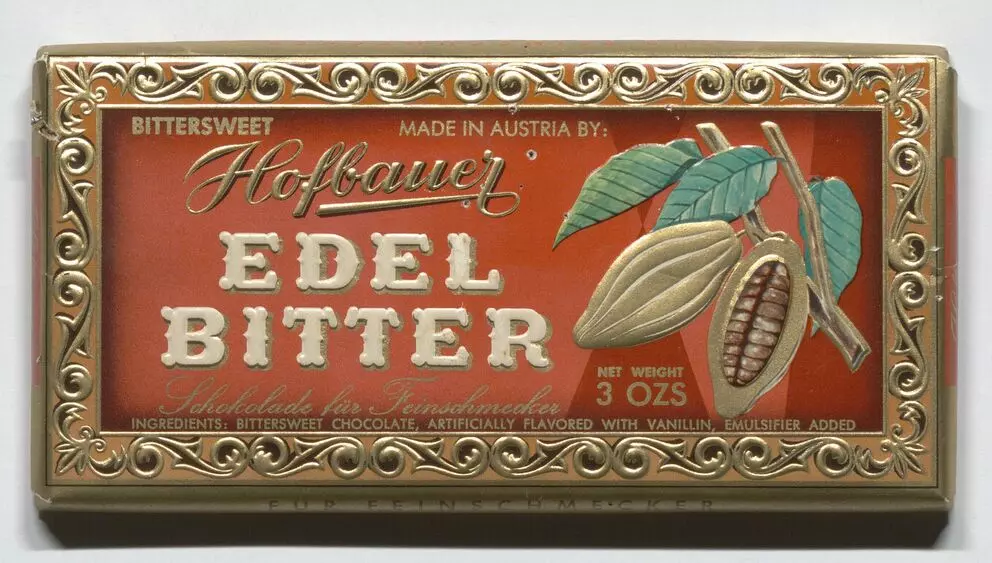 BITTERSWEET
MADE IN AUSTRIA BY:
Hofbauer
EDEL
BITTER
Schokolade für Feinschmecker
NET WEIGHT
3 OZS
INGREDIENTS: BITTERSWEET CHOCOLATE, ARTIFICIALLY FLAVORED WITH VANILLIN, EMULSIFIER ADDED
FÜR FEINSCHMECKER